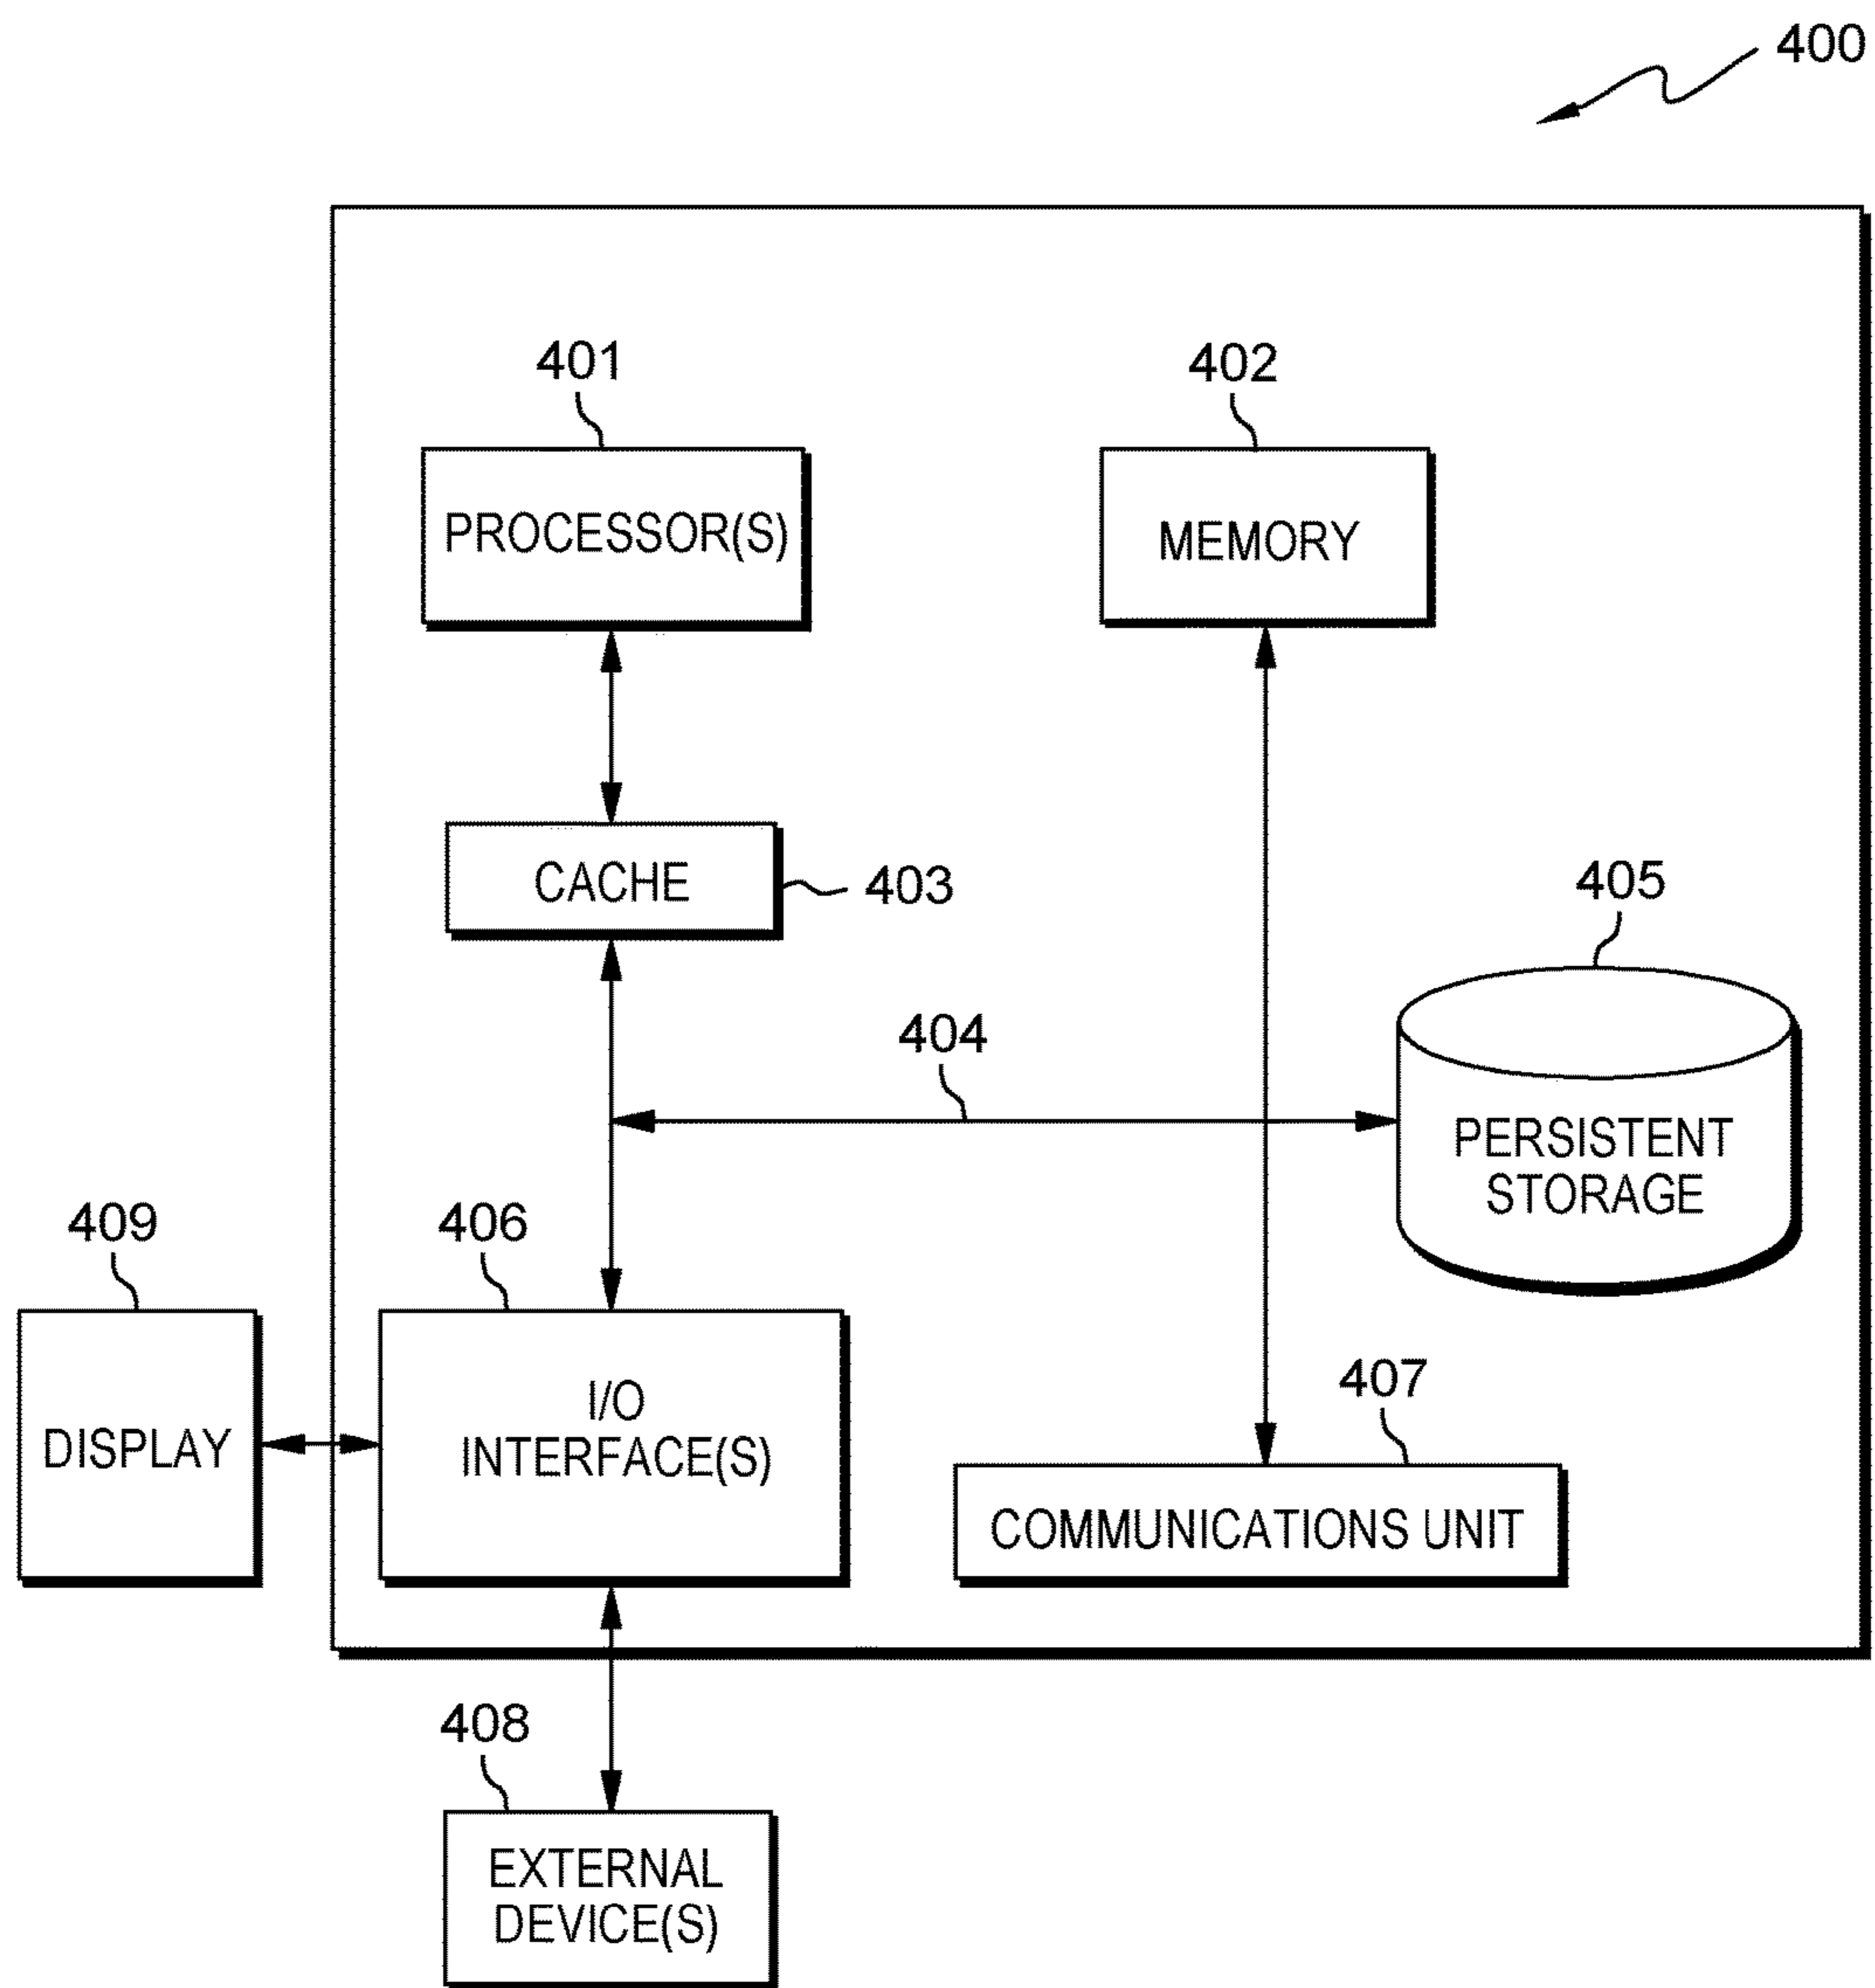 400
401
402
PROCESSOR(S)
MEMORY
CACHE
403
405
404
PERSISTENT
STORAGE
409
406
407
DISPLAY
I/O
INTERFACE(S)
COMMUNICATIONS UNIT
408
EXTERNAL
DEVICE(S)